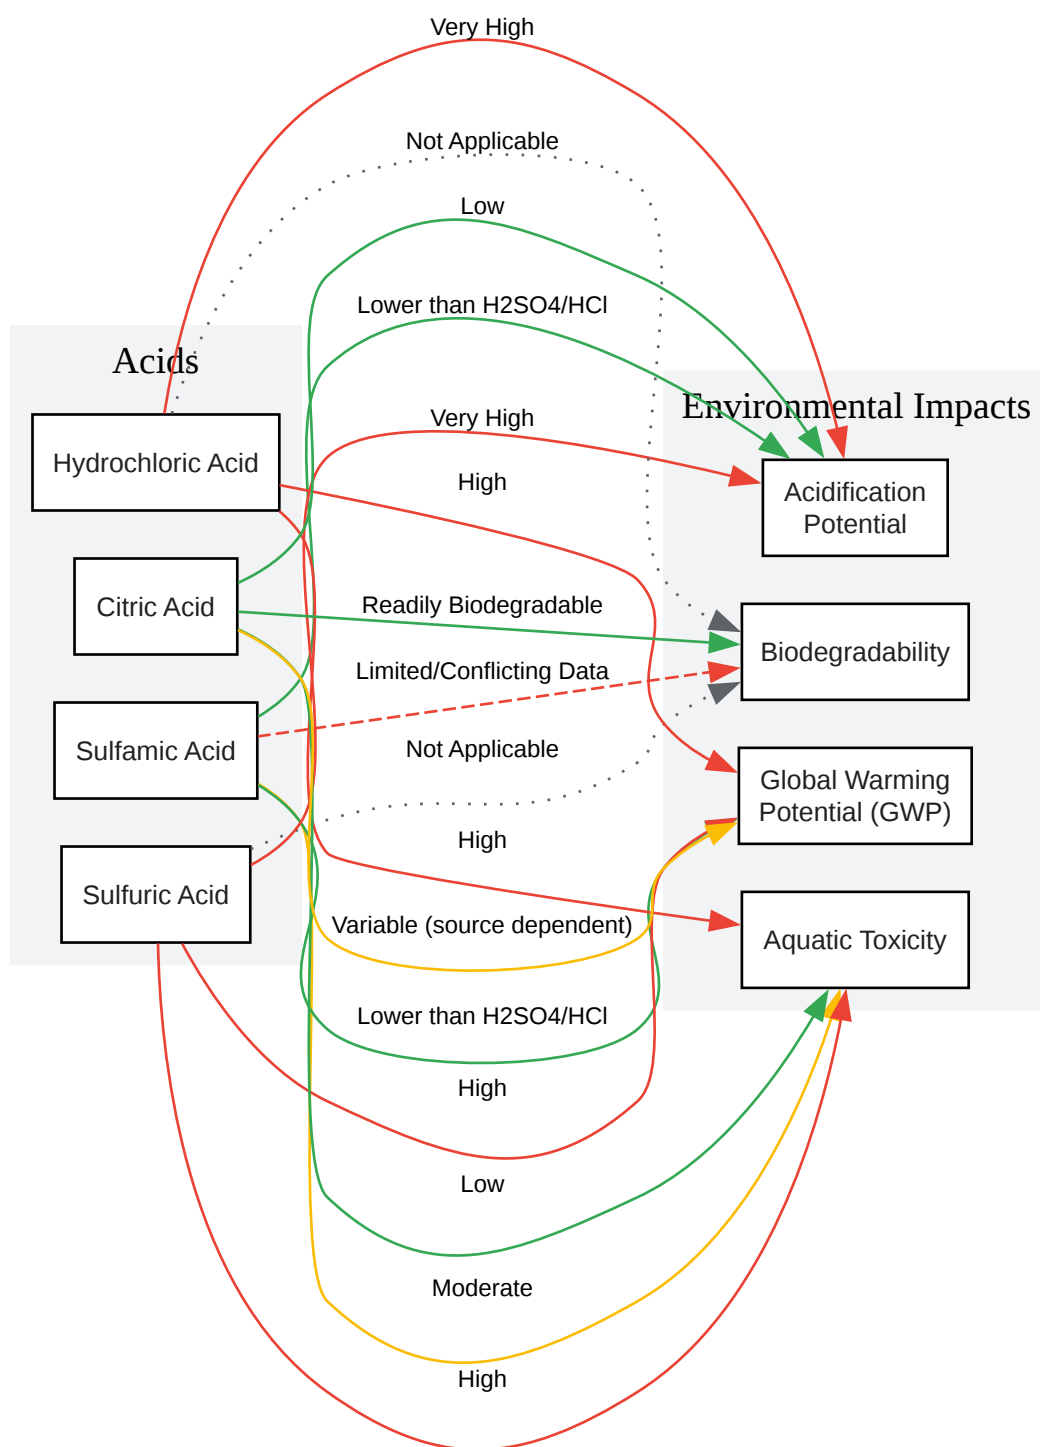 Very High
Not Applicable
Low
Lower than H2SO4/HCl
Acids
Environmental Impacts
Very High
Hydrochloric Acid
High
Acidification
Potential
Citric Acid
Readily Biodegradable
Biodegradability
Limited/Conflicting Data
Sulfamic Acid
Not Applicable
Global Warming
Potential (GWP)
High
Sulfuric Acid
Variable (source dependent)
Aquatic Toxicity
Lower than H2SO4/HCl
High
Low
Moderate
High